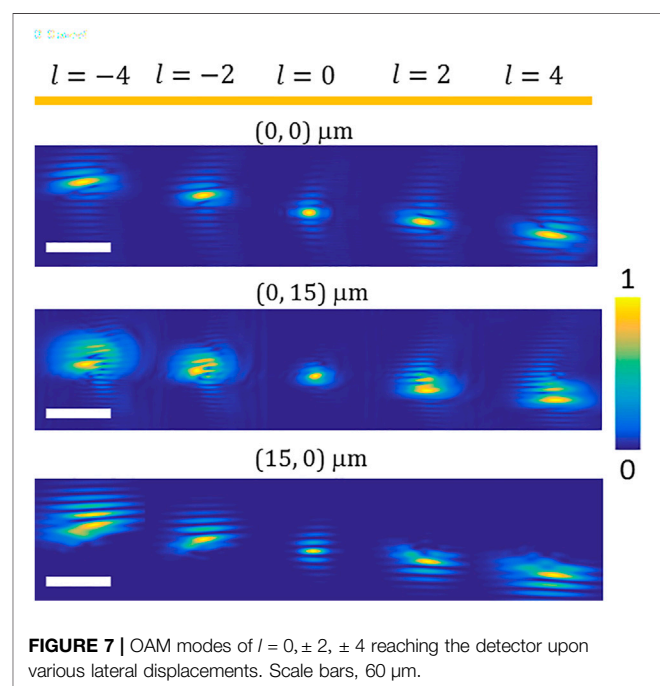 l = −4 l = −2 l = 0 l = 2 l = 4
(0, 0) μm
(0, 15) μm
1
0
(15, 0) μm
FIGURE 7 | OAM modes of l = 0, ± 2, ± 4 reaching the detector upon
various lateral displacements. Scale bars, 60 μm.